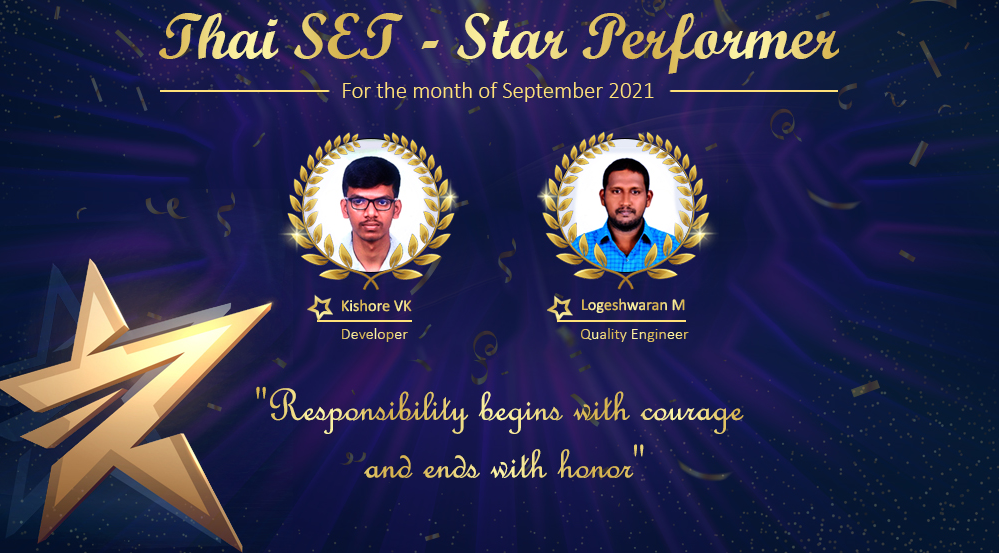 Thai SET - Star Performer
For the month of September 2021
Kishore VK
Developer
Logeshwaran M
Quality Engineer
"Responsibility begins with courage
and ends with honor"